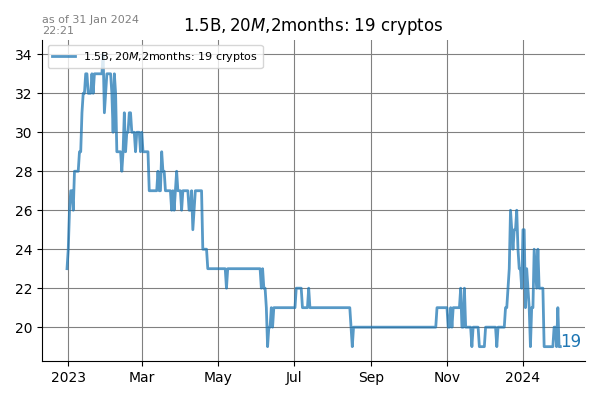 as of 31 Jan 2024
22:21
1.5B, 20M,2months: 19 cryptos
1.5B, 20M,2months: 19 cryptos
34
32
30
28
26
24
22
20
19
2023 Mar May Jul Sep Nov 2024